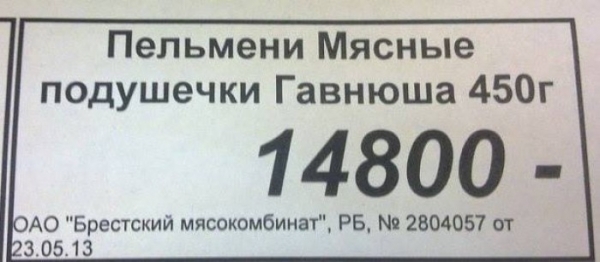 Пельмени Мясные
подушечки Гавнюша 450г
14800 -
ОАО "Брестский мясокомбинат", РБ, № 2804057 от
23.05.13